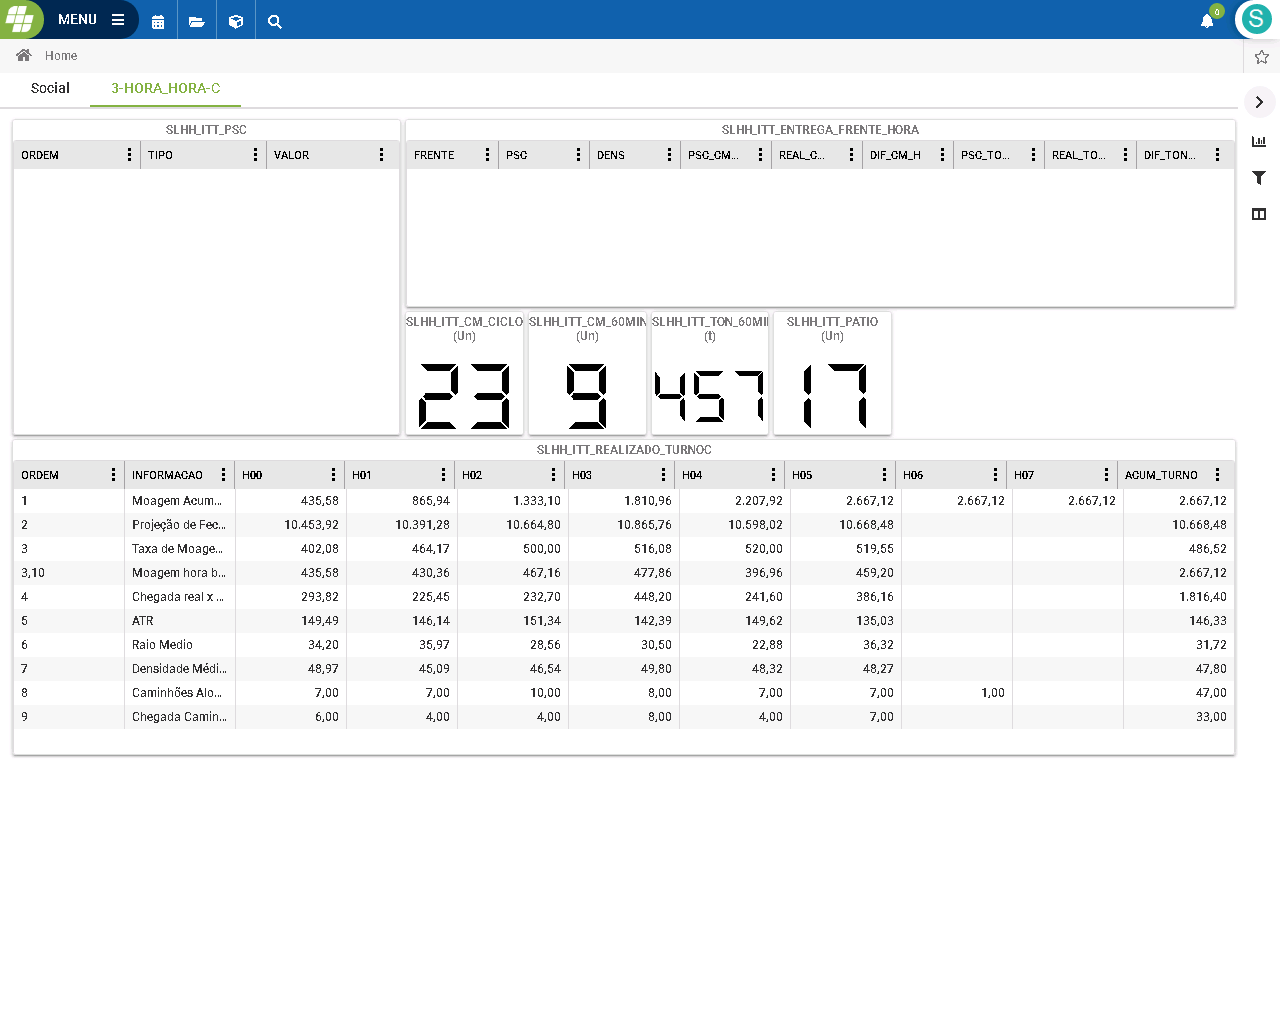 MENU
0
S
Home
Social
3-HORA_HORA-C
SLHH_ITT_PSC
ORDEM TIPO VALOR
SLHH_ITT_ENTREGA_FRENTE_HORA
FRENTE PSC DENS PSC_CM... REAL_C... DIF_CM_H PSC_TO... REAL_TO... DIF_TON...
SLHH_ITT_CM_CICLO
(Un)
23
SLHH_ITT_CM_60MIN
(Un)
9
SLHH_ITT_TON_60MI
(t)
457
SLHH_ITT_PATIO
(Un)
17
SLHH_ITT_REALIZADO_TURNOC
ORDEM INFORMACAO H00 H01 H02 H03 H04 H05 H06 H07 ACUM_TURNO
1 Moagem Acum... 435,58 865,94 1.333,10 1.810,96 2.207,92 2.667,12 2.667,12 2.667,12 2.667,12
2 Projeção de Fec... 10.453,92 10.391,28 10.664,80 10.865,76 10.598,02 10.668,48 10.668,48
3 Taxa de Moage... 402,08 464,17 500,00 516,08 520,00 519,55 486,52
3,10 Moagem hora b... 435,58 430,36 467,16 477,86 396,96 459,20 2.667,12
4 Chegada real x ... 293,82 225,45 232,70 448,20 241,60 386,16 1.816,40
5 ATR 149,49 146,14 151,34 142,39 149,62 135,03 146,33
6 Raio Medio 34,20 35,97 28,56 30,50 22,88 36,32 31,72
7 Densidade Médi... 48,97 45,09 46,54 49,80 48,32 48,27 47,80
8 Caminhões Alo... 7,00 7,00 10,00 8,00 7,00 7,00 1,00 47,00
9 Chegada Camin... 6,00 4,00 4,00 8,00 4,00 7,00 33,00